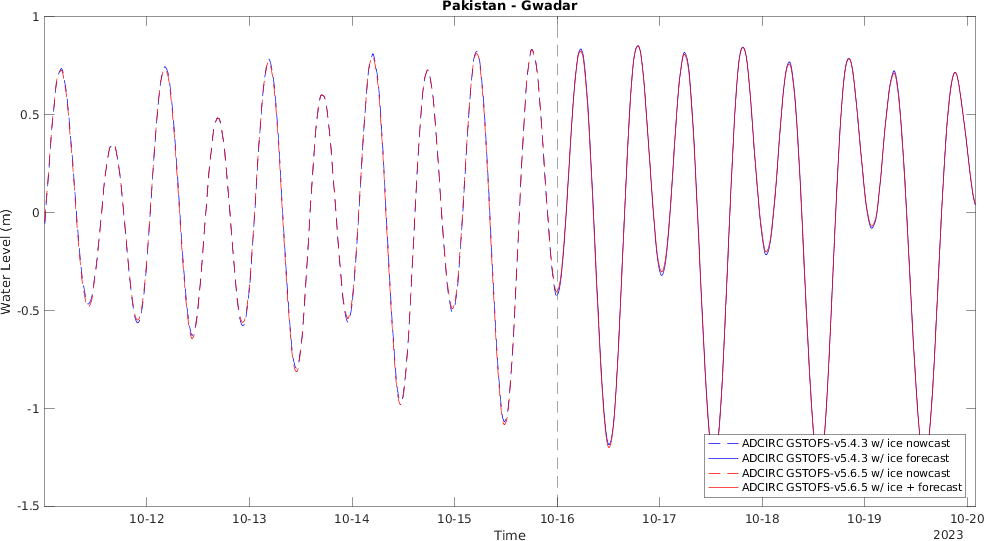 Pakistan - Gwadar
1
0.5
0
-0.5
-1
-1.5
Water Level (m)
10-12
10-13
10-14
10-15
10-16
10-17
10-18
10-19
10-20
Time
2023
ADCIRC GSTOFS-v5.4.3 w/ ice nowcast
ADCIRC GSTOFS-v5.4.3 w/ ice forecast
ADCIRC GSTOFS-v5.6.5 w/ ice nowcast
ADCIRC GSTOFS-v5.6.5 w/ ice + forecast